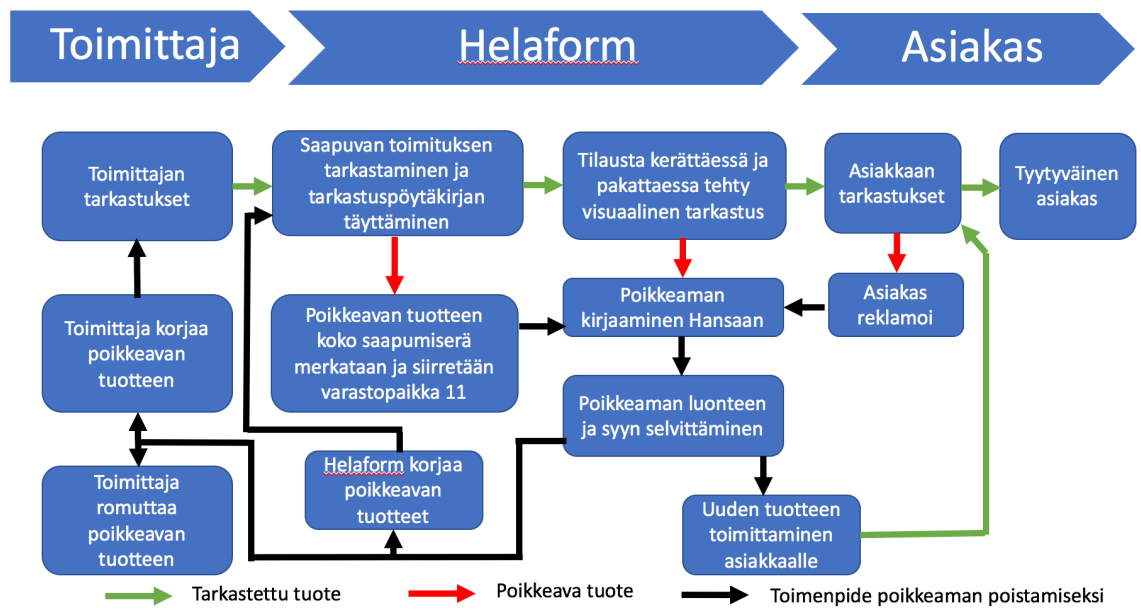 Toimittaja
Helaform
Asiakas
Toimittajan
tarkastukset
Saapuvan toimituksen
tarkastaminen ja
tarkastuspöytäkirjan
täyttäminen
Tilausta kerättäessä ja
pakattaessa tehty
visuaalinen tarkastus
Asiakkaan
tarkastukset
Tyytyväinen
asiakas
Toimittaja korjaa
poikkeavan
tuotteen
Poikkeavan tuotteen
koko saapumiserä
merkataan ja siirretään
varastopaikka 11
Poikkeaman
kirjaaminen Hansaan
Asiakas
reklamoi
Poikkeaman luonteen
ja syyn selvittäminen
Toimittaja
romuttaa
poikkeavan
tuotteen
Helaform korjaa
poikkeavan
tuotteet
Uuden tuotteen
toimittaminen
asiakkaalle
Tarkastettu tuote
Poikkeava tuote
Toimenpide poikkeaman poistamiseksi